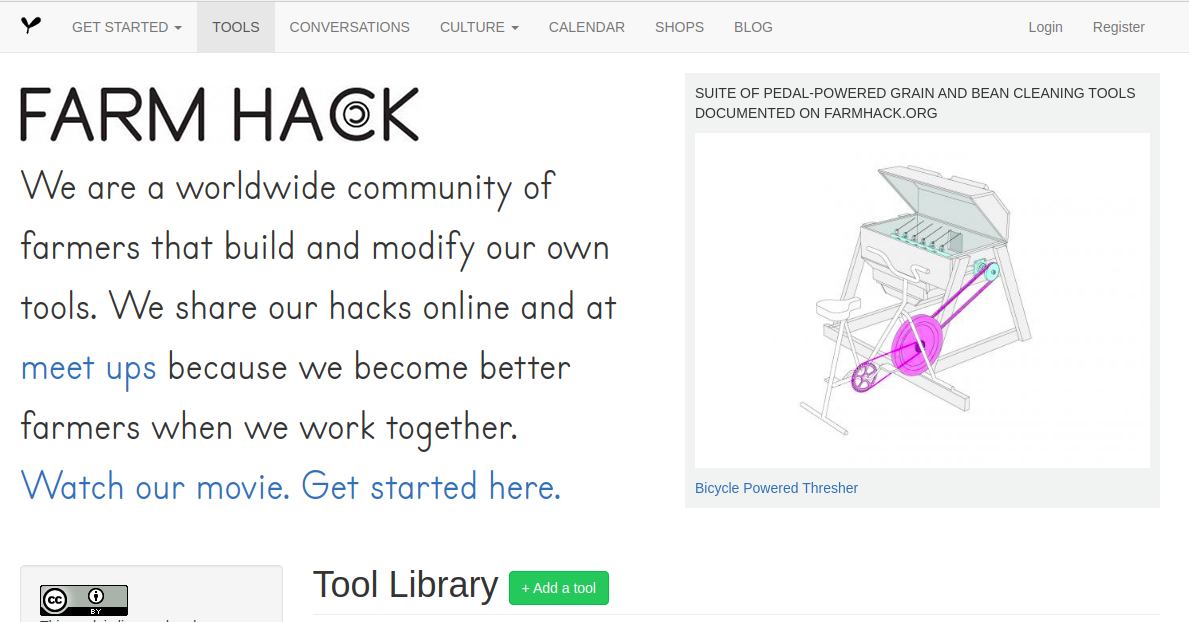 GET STARTED TOOLS CONVERSATIONS CULTURE CALENDAR SHOPS BLOG Login Register
FARM HACK
We are a worldwide community of
farmers that build and modify our own
tools. We share our hacks online and at
meet ups because we become better
farmers when we work together.
Watch our movie. Get started here.
SUITE OF PEDAL-POWERED GRAIN AND BEAN CLEANING TOOLS
DOCUMENTED ON FARMHACK.ORG
Bicycle Powered Thresher
cc
BY
Tool Library + Add a tool